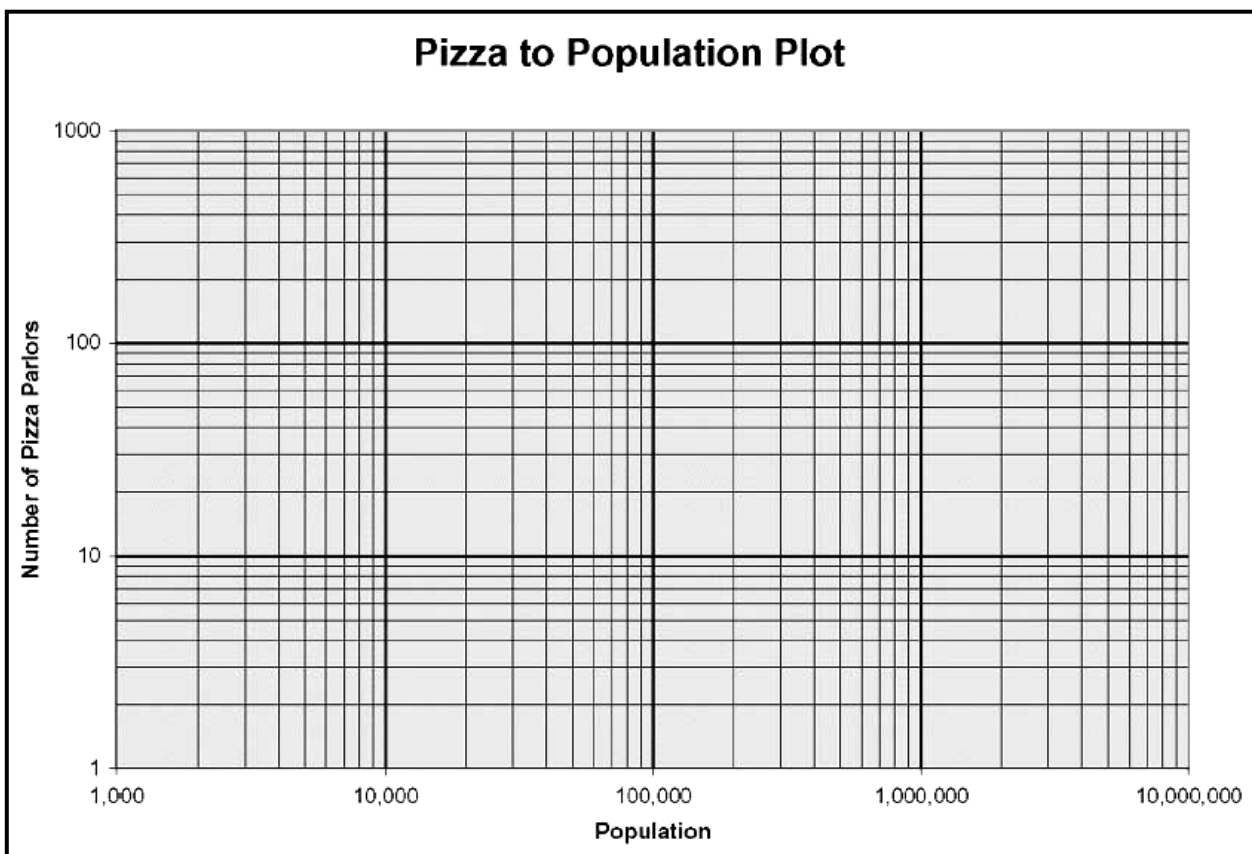 Pizza to Population Plot
1000
100
10
1
Number of Pizza Parlors
1,000 10,000 100,000 1,000,000 10,000,000
Population